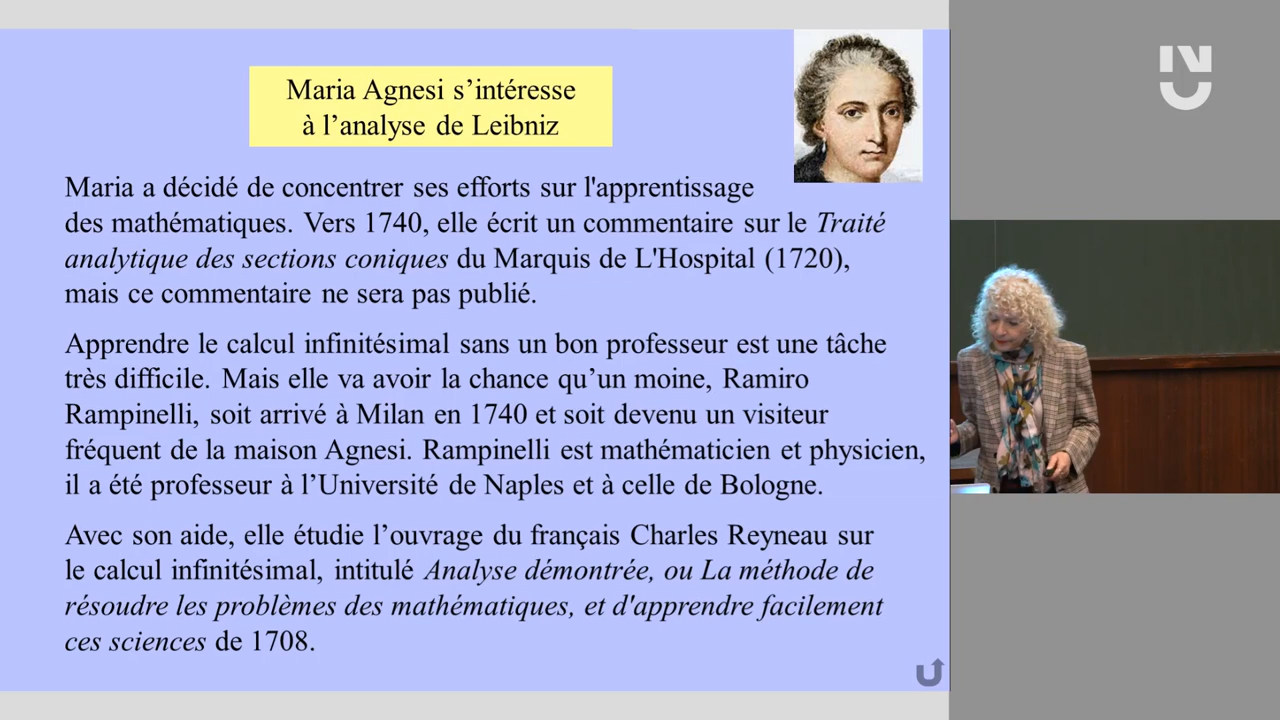 Maria Agnesi s’intéresse
à l’analyse de Leibniz
Maria a décidé de concentrer ses efforts sur l'apprentissage
des mathématiques. Vers 1740, elle écrit un commentaire sur le Traité
analytique des sections coniques du Marquis de L'Hospital (1720),
mais ce commentaire ne sera pas publié.
Apprendre le calcul infinitésimal sans un bon professeur est une tâche
très difficile. Mais elle va avoir la chance qu’un moine, Ramiro
Rampinelli, soit arrivé à Milan en 1740 et soit devenu un visiteur
fréquent de la maison Agnesi. Rampinelli est mathématicien et physicien,
il a été professeur à l’Université de Naples et à celle de Bologne.
Avec son aide, elle étudie l’ouvrage du français Charles Reyneau sur
le calcul infinitésimal, intitulé Analyse démontrée, ou La méthode de
résoudre les problèmes des mathématiques, et d'apprendre facilement
ces sciences de 1708.